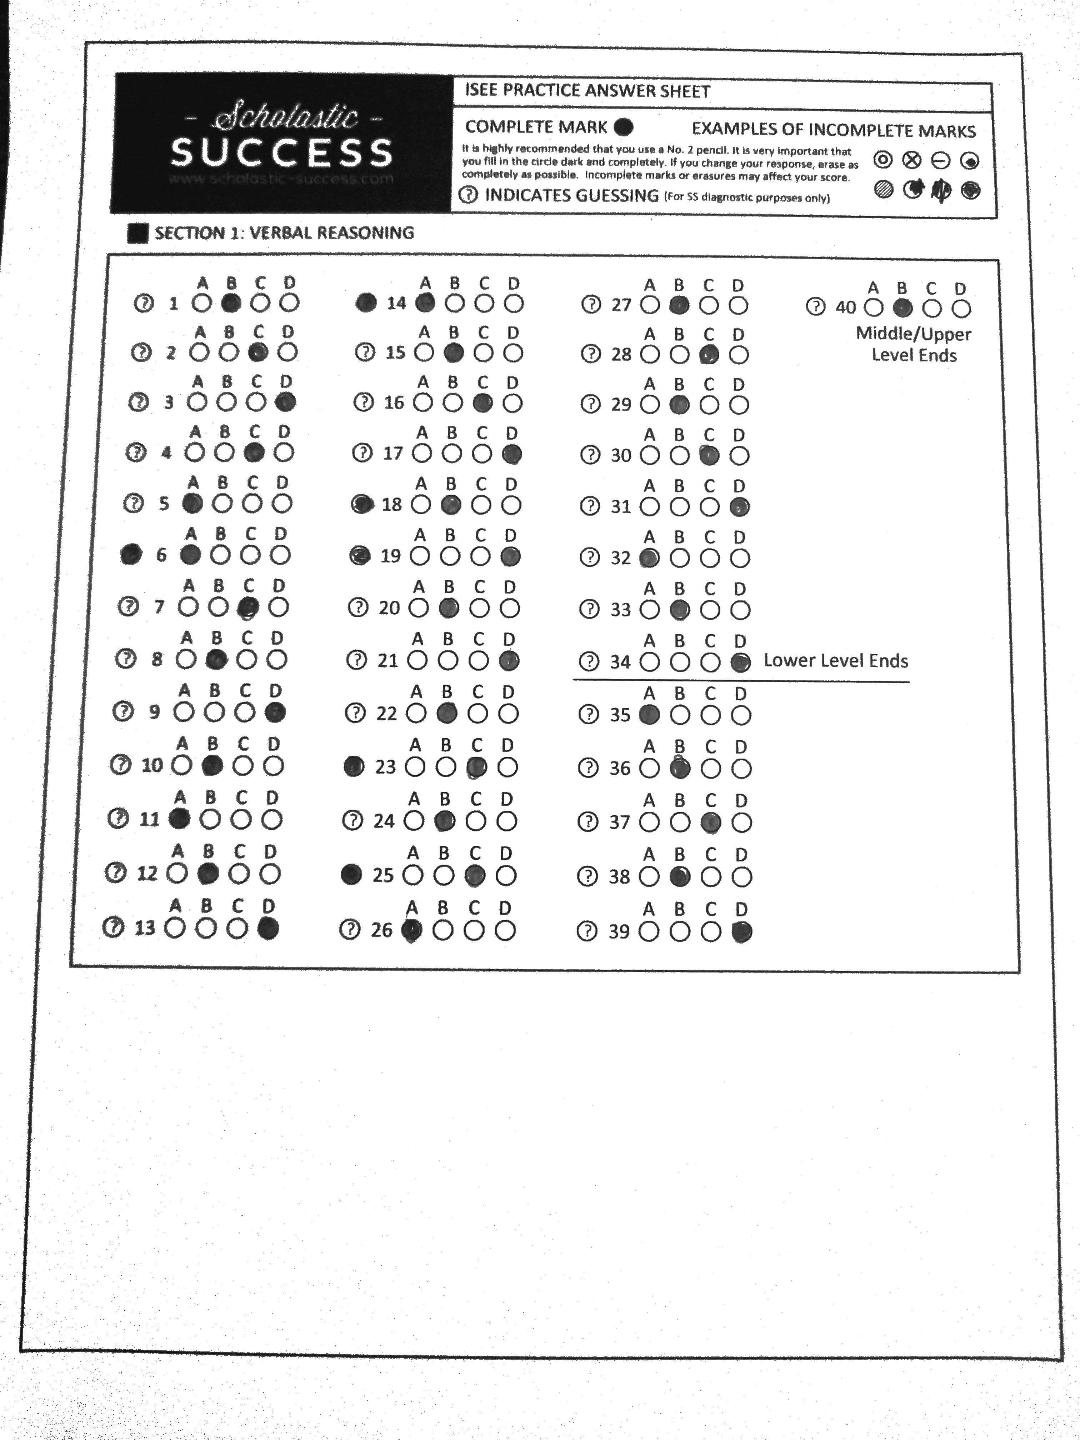 - Scholastic -
SUCCESS
www.scholastic-success.com
ISEE PRACTICE ANSWER SHEET
COMPLETE MARK
EXAMPLES OF INCOMPLETE MARKS
It is highly recommended that you use a No. 2 pencil. It is very important that
you fill in the circle dark and completely. If you change your response, erase as
completely as possible. Incomplete marks or erasures may affect your score.
? INDICATES GUESSING (For SS diagnostic purposes only)
SECTION 1: VERBAL REASONING
A B C D
? 1
A B C D
? 2
A B C D
? 3
A B C D
? 4
A B C D
? 5
A B C D
6
A B C D
? 7
A B C D
? 8
A B C D
? 9
A B C D
? 10
A B C D
? 11
A B C D
? 12
A B C D
? 13
A B C D
14
A B C D
? 15
A B C D
? 16
A B C D
? 17
A B C D
18
A B C D
19
A B C D
? 20
A B C D
? 21
A B C D
? 22
A B C D
23
A B C D
? 24
A B C D
25
A B C D
? 26
A B C D
? 27
A B C D
? 28
A B C D
? 29
A B C D
? 30
A B C D
? 31
A B C D
? 32
A B C D
? 33
A B C D
? 34 Lower Level Ends
A B C D
? 35
A B C D
? 36
A B C D
? 37
A B C D
? 38
A B C D
? 39
A B C D
? 40
Middle/Upper
Level Ends